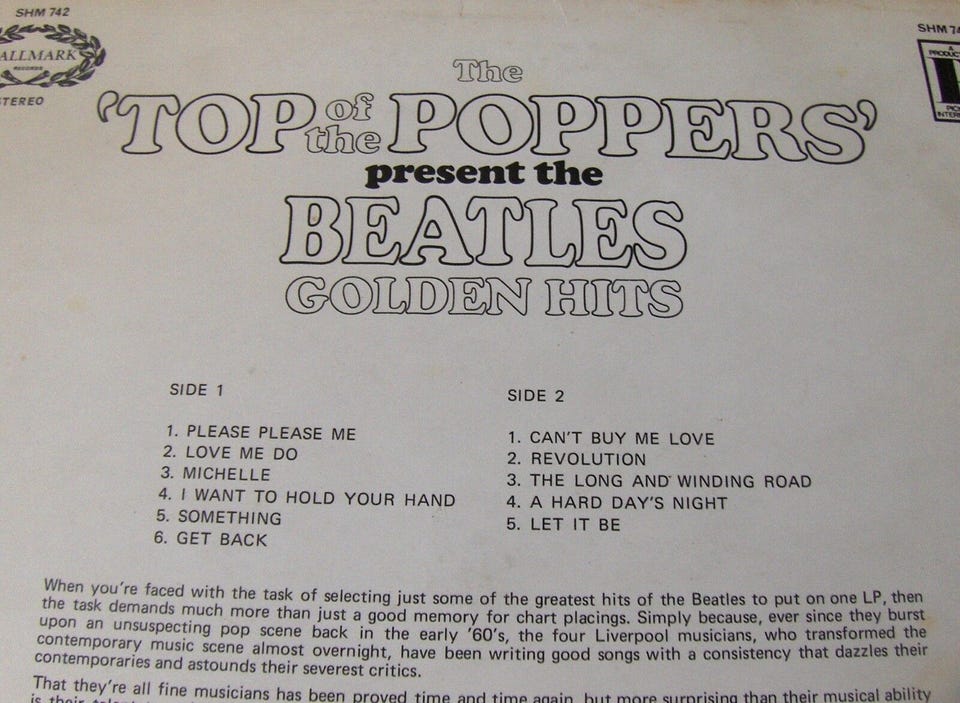 SHM 742
HALLMARK
RECORDS
STEREO
SHM 74
A
PRODUC
PIC
INTERN
The
'TOP of the POPPERS'
present the
BEATLES
GOLDEN HITS
SIDE 1
1. PLEASE PLEASE ME
2. LOVE ME DO
3. MICHELLE
4. I WANT TO HOLD YOUR HAND
5. SOMETHING
6. GET BACK
SIDE 2
1. CAN'T BUY ME LOVE
2. REVOLUTION
3. THE LONG AND WINDING ROAD
4. A HARD DAY'S NIGHT
5. LET IT BE
When you're faced with the task of selecting just some of the greatest hits of the Beatles to put on one LP, then
the task demands much more than just a good memory for chart placings. Simply because, ever since they burst
upon an unsuspecting pop scene back in the early '60's, the four Liverpool musicians, who transformed the
contemporary music scene almost overnight, have been writing good songs with a consistency that dazzles their
contemporaries and astounds their severest critics.
That they're all fine musicians has been proved time and time again, but more surprising than their musical ability
is their